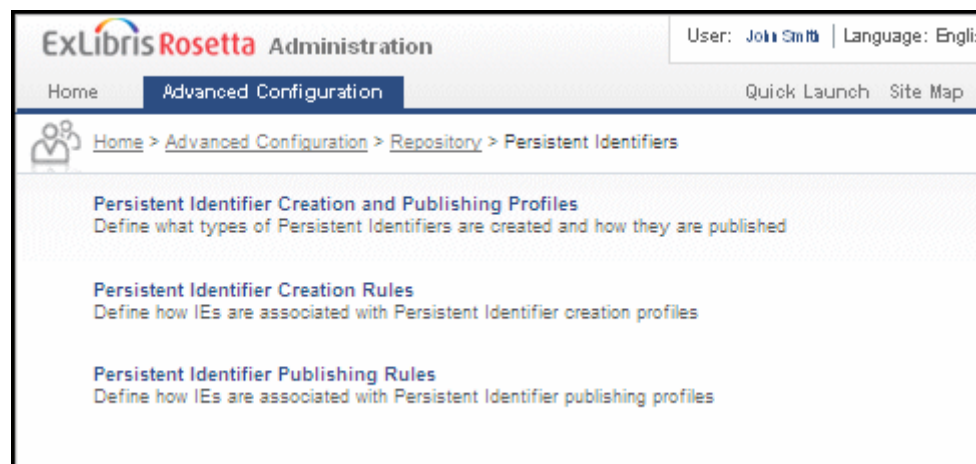 ExLibris Rosetta Administration
User: John Smith | Language: Englis
Home Advanced Configuration Quick Launch Site Map
Home > Advanced Configuration > Repository > Persistent Identifiers
Persistent Identifier Creation and Publishing Profiles
Define what types of Persistent Identifiers are created and how they are published
Persistent Identifier Creation Rules
Define how IEs are associated with Persistent Identifier creation profiles
Persistent Identifier Publishing Rules
Define how IEs are associated with Persistent Identifier publishing profiles